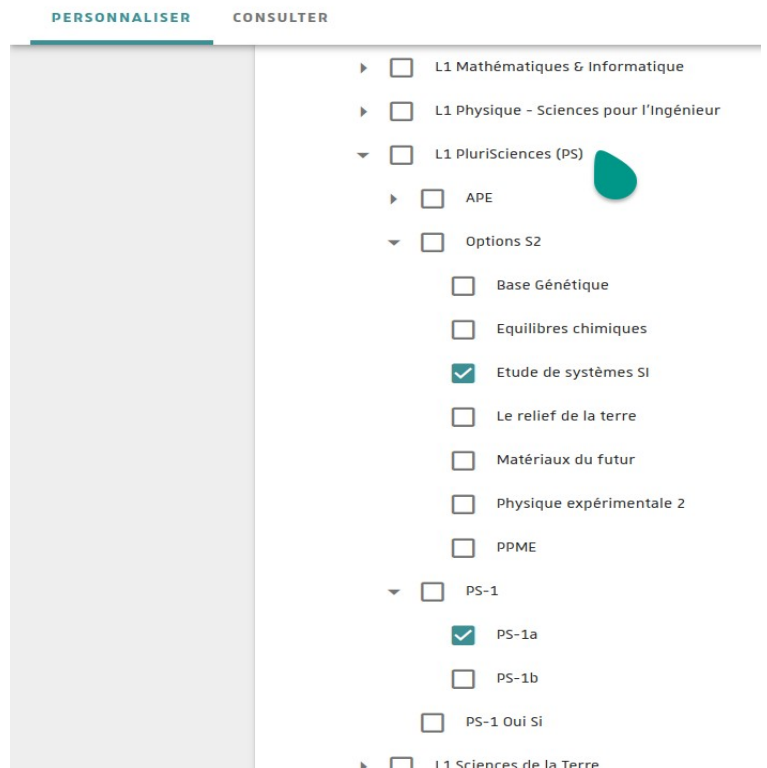 PERSONNALISER CONSULTER
L1 Mathématiques & Informatique
L1 Physique - Sciences pour l'Ingénieur
L1 PluriSciences (PS)
APE
Options S2
Base Génétique
Equilibres chimiques
Etude de systèmes SI
Le relief de la terre
Matériaux du futur
Physique expérimentale 2
PPME
PS-1
PS-1a
PS-1b
PS-1 Oui Si
L1 Sciences de la Terre